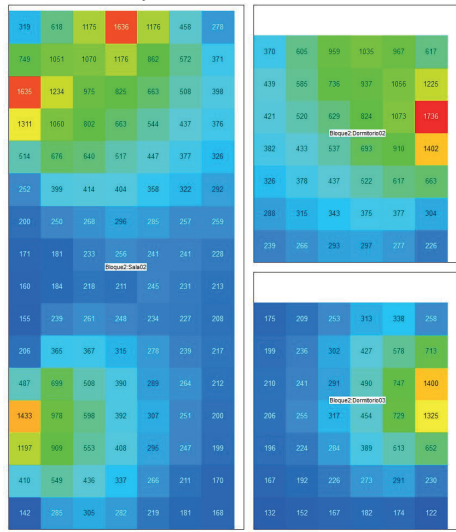 319 618 1175 1636 1176 458 278
749 1051 1070 1176 862 572 371
1635 1234 975 825 663 508 398
1311 1060 802 663 544 437 376
514 676 640 517 447 377 326
252 399 414 404 358 322 292
200 250 268 296 285 257 259
171 181 233 256 241 241 228
Bloque2:Sala02
160 184 218 211 245 231 213
155 239 261 248 234 227 208
206 365 367 315 270 239 217
487 699 508 390 289 264 212
1433 978 598 392 307 251 200
1197 909 553 408 296 247 199
410 549 436 337 266 211 170
142 285 306 282 219 181 168
370 605 959 1035 967 617
439 585 736 937 1056 1225
421 520 629 824 1073 1736
Bloque2:Dormitorio02
382 433 537 693 918 1402
326 378 437 522 617 663
288 315 343 375 377 304
239 266 293 297 277 226
175 209 253 313 338 258
199 236 302 427 578 713
210 241 291 490 747 1400
Bloque2:Dormitorio03
206 255 317 454 729 1325
196 224 284 389 513 652
167 192 226 273 291 230
132 152 167 182 174 122